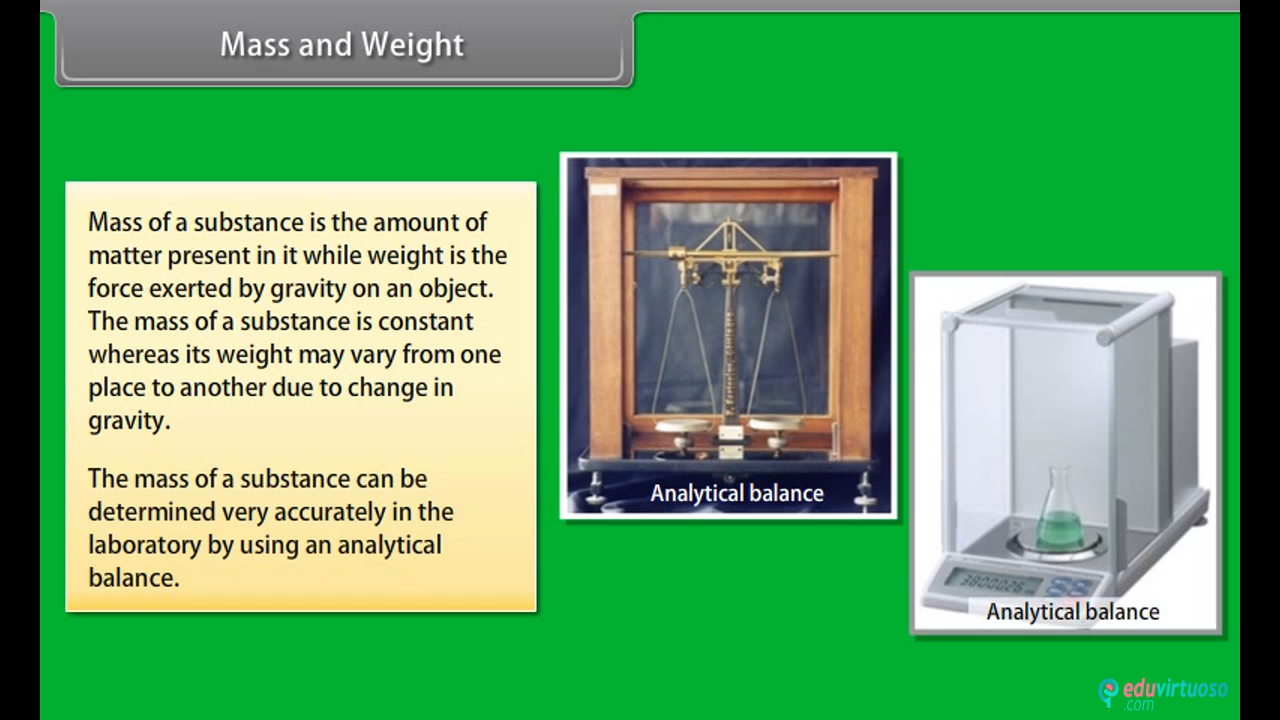 Mass and Weight
Mass of a substance is the amount of
matter present in it while weight is the
force exerted by gravity on an object.
The mass of a substance is constant
whereas its weight may vary from one
place to another due to change in
gravity.
The mass of a substance can be
determined very accurately in the
laboratory by using an analytical
balance.
Analytical balance
Analytical balance
eduvirtuoso
.com